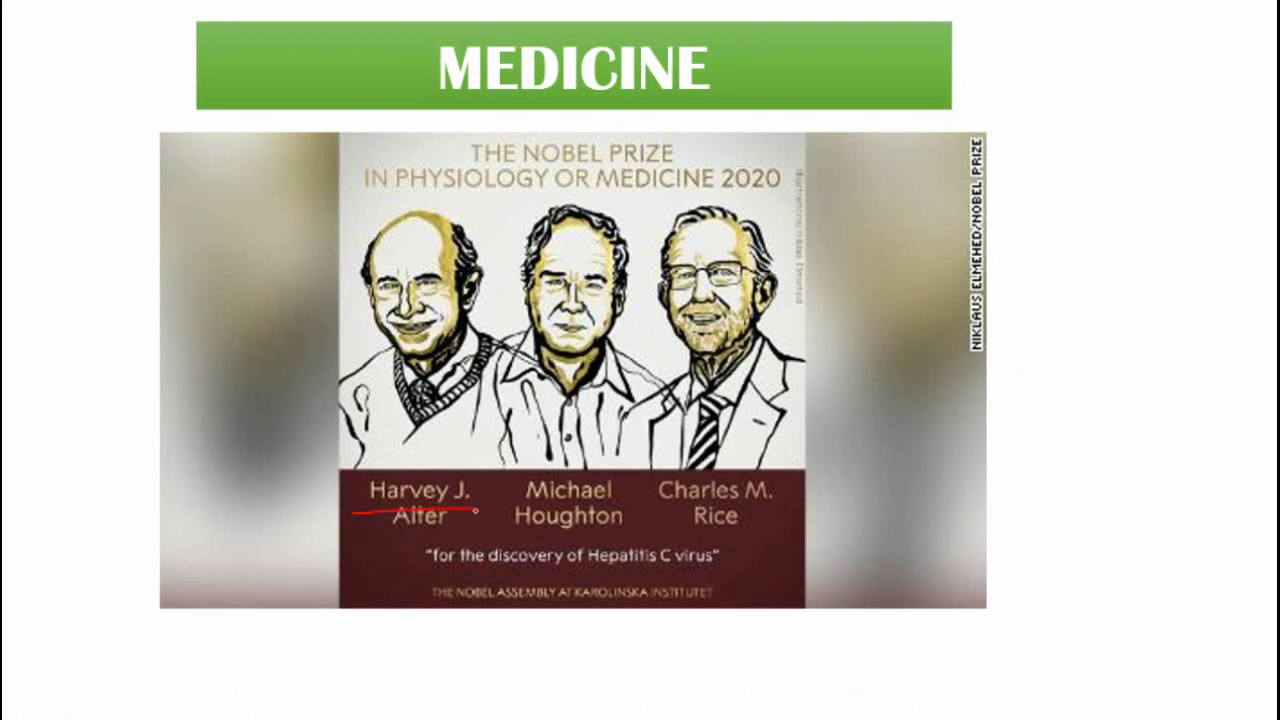 MEDICINE
THE NOBEL PRIZE
IN PHYSIOLOGY OR MEDICINE 2020
NIKLAUS ELMEHED/NOBEL PRIZE
Harvey J.
Alter
Michael
Houghton
Charles M.
Rice
"for the discovery of Hepatitis C virus"
THE NOBEL ASSEMBLY AT KAROLINSKA INSTITUTET